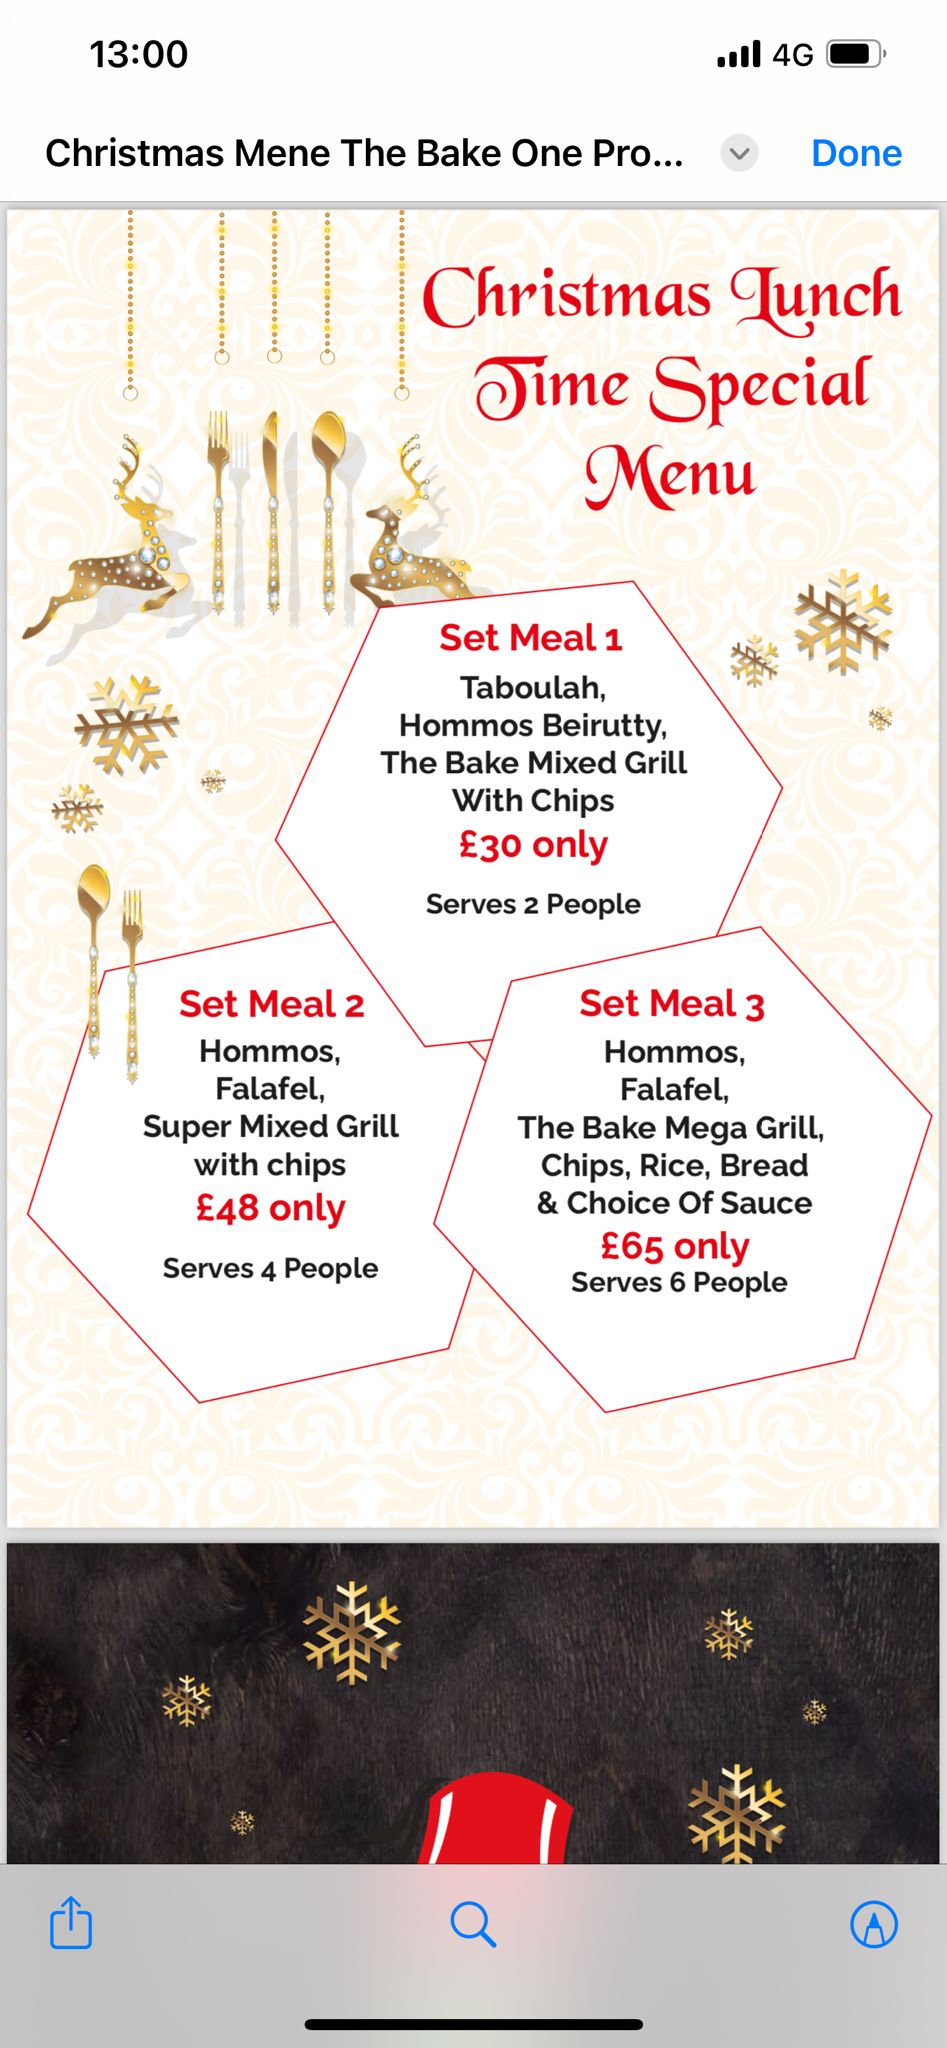 13:00
4G
Christmas Mene The Bake One Pro...
Done
Christmas Lunch
Time Special
Menu
Set Meal 1
Taboulah,
Hommos Beirutty,
The Bake Mixed Grill
With Chips
£30 only
Serves 2 People
Set Meal 2
Hommos,
Falafel,
Super Mixed Grill
with chips
£48 only
Serves 4 People
Set Meal 3
Hommos,
Falafel,
The Bake Mega Grill,
Chips, Rice, Bread
& Choice Of Sauce
£65 only
Serves 6 People